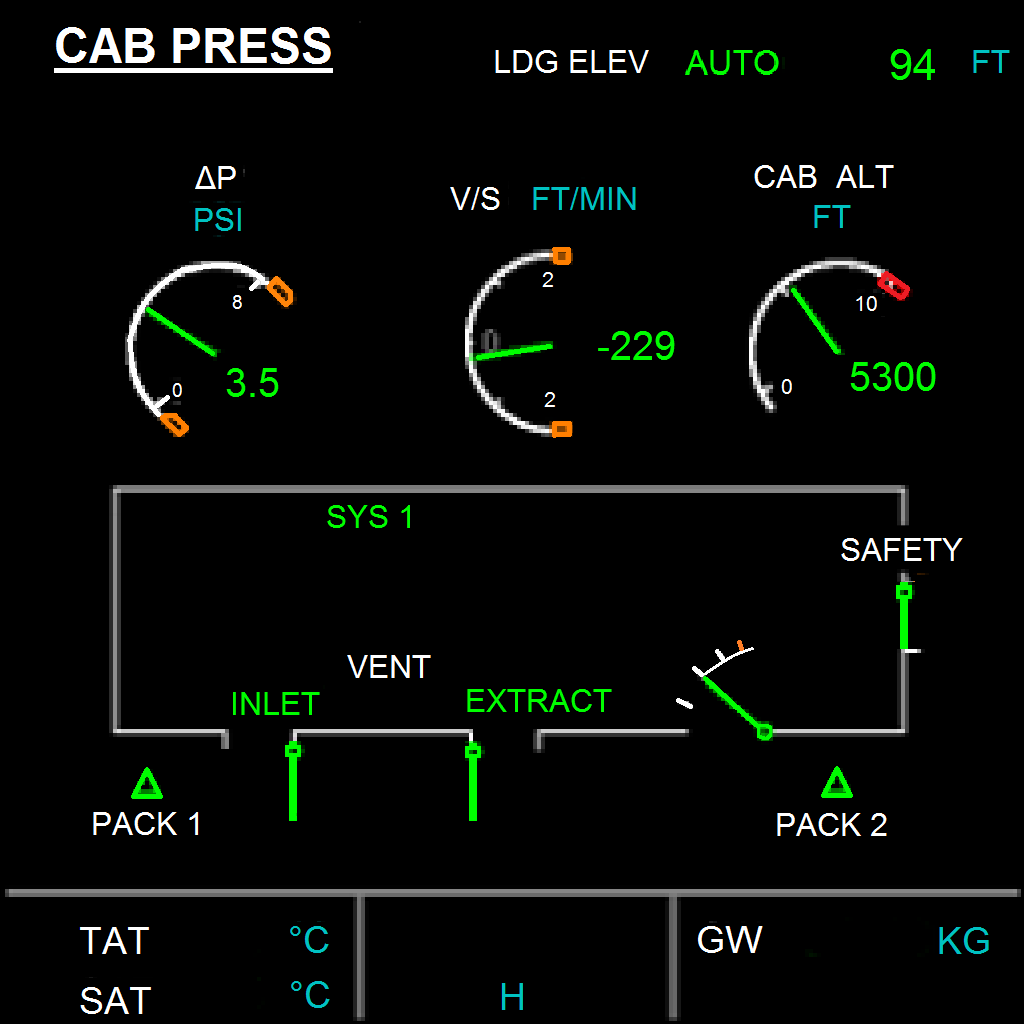 CAB PRESS
LDG ELEV AUTO 94 FT
ΔP
PSI
V/S FT/MIN
CAB ALT
FT
8
0
3.5
2
0
2
-229
10
0
5300
SYS 1
SAFETY
VENT
INLET
EXTRACT
PACK 1
PACK 2
TAT °C
SAT °C
H
GW KG